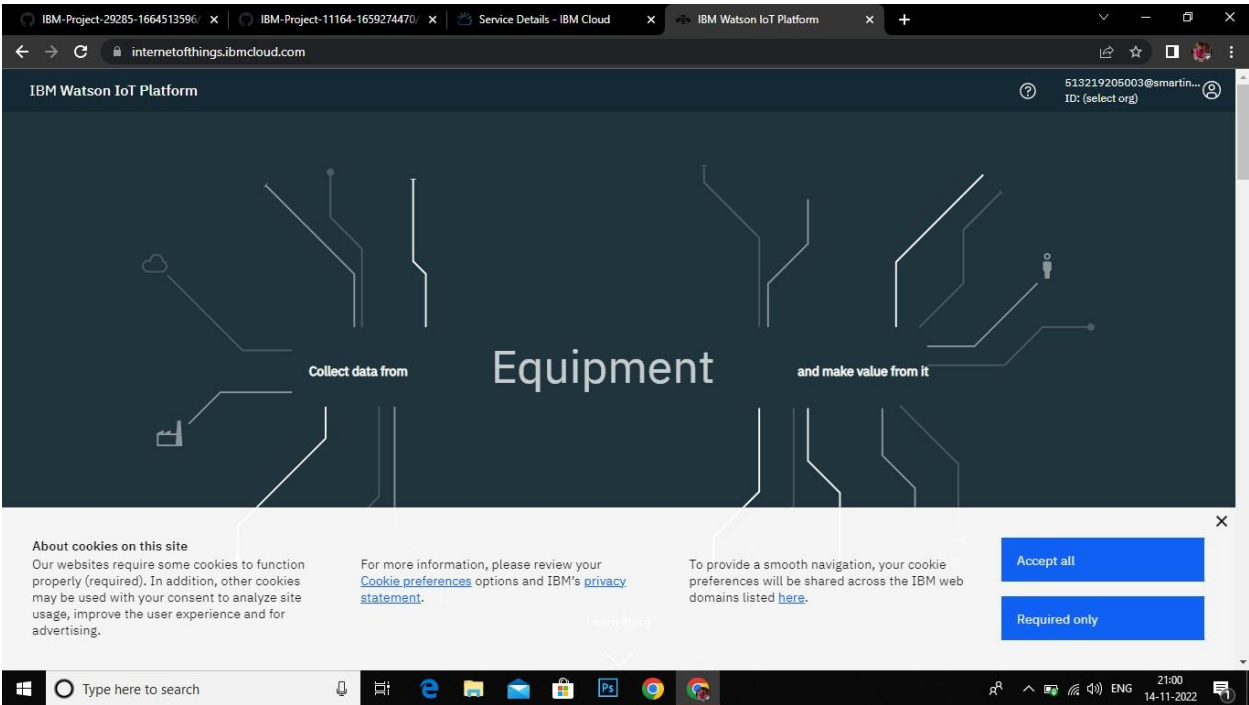 IBM-Project-29285-1664513596/
IBM-Project-11164-1659274470/
Service Details - IBM Cloud
IBM Watson IoT Platform
internetofthings.ibmcloud.com
IBM Watson IoT Platform
513219205003@smartin...
ID: (select org)
Collect data from
Equipment
and make value from it
About cookies on this site
Our websites require some cookies to function
properly (required). In addition, other cookies
may be used with your consent to analyze site
usage, improve the user experience and for
advertising.
For more information, please review your
Cookie preferences options and IBM's privacy
statement.
To provide a smooth navigation, your cookie
preferences will be shared across the IBM web
domains listed here.
Accept all
Required only
Learn More
Type here to search
Ps
ENG
21:00
14-11-2022
1